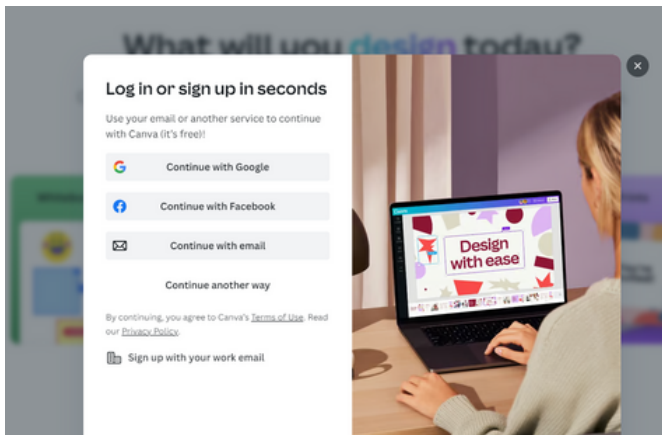 What will you design today?
Log in or sign up in seconds
Use your email or another service to continue
with Canva (it's free)!
Continue with Google
Continue with Facebook
Continue with email
Continue another way
By continuing, you agree to Canva's Terms of Use. Read
our Privacy Policy.
Sign up with your work email
Design
with ease